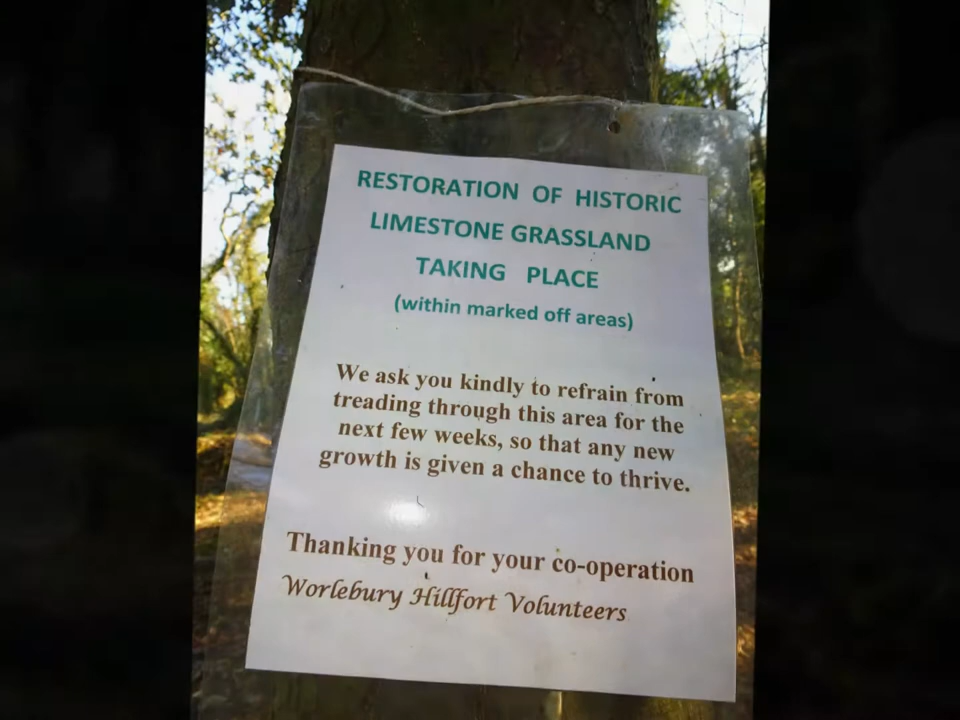 RESTORATION OF HISTORIC
LIMESTONE GRASSLAND
TAKING PLACE
(within marked off areas)
We ask you kindly to refrain from
treading through this area for the
next few weeks, so that any new
growth is given a chance to thrive.
Thanking you for your co-operation
Worlebury Hillfort Volunteers